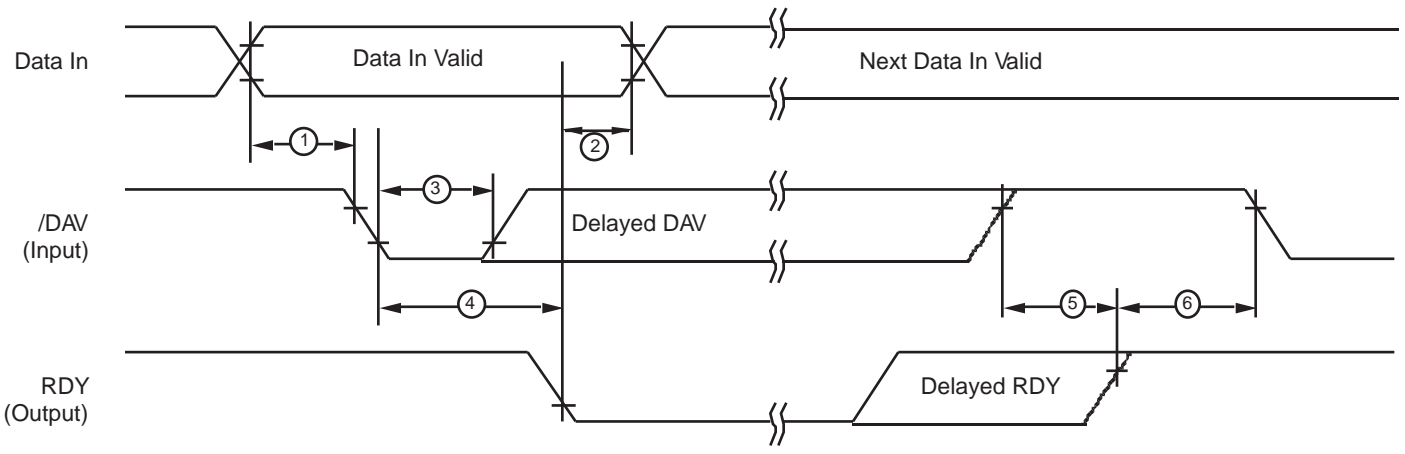 Data In
Data In Valid
Next Data In Valid
1
2
3
/DAV
(Input)
Delayed DAV
4
5
6
RDY
(Output)
Delayed RDY